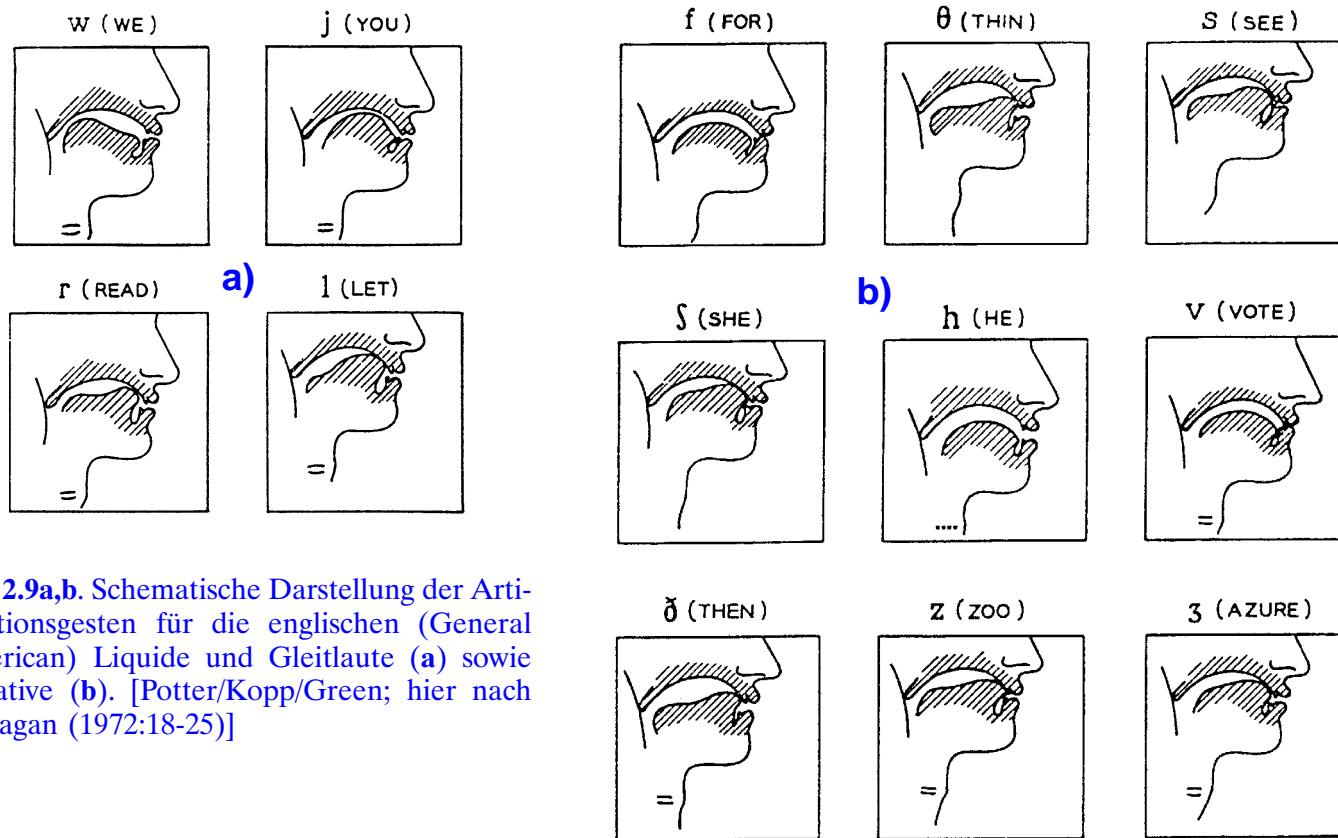 w (WE)
j (YOU)
f (FOR)
θ (THIN)
s (SEE)
a)
r (READ)
l (LET)
b)
ʃ (SHE)
h (HE)
v (VOTE)
2.9a,b. Schematische Darstellung der Arti-
tionsgesten für die englischen (General
erican) Liquide und Gleitlaute (a) sowie
ative (b). [Potter/Kopp/Green; hier nach
agan (1972:18-25)]
ð (THEN)
z (ZOO)
ʒ (AZURE)